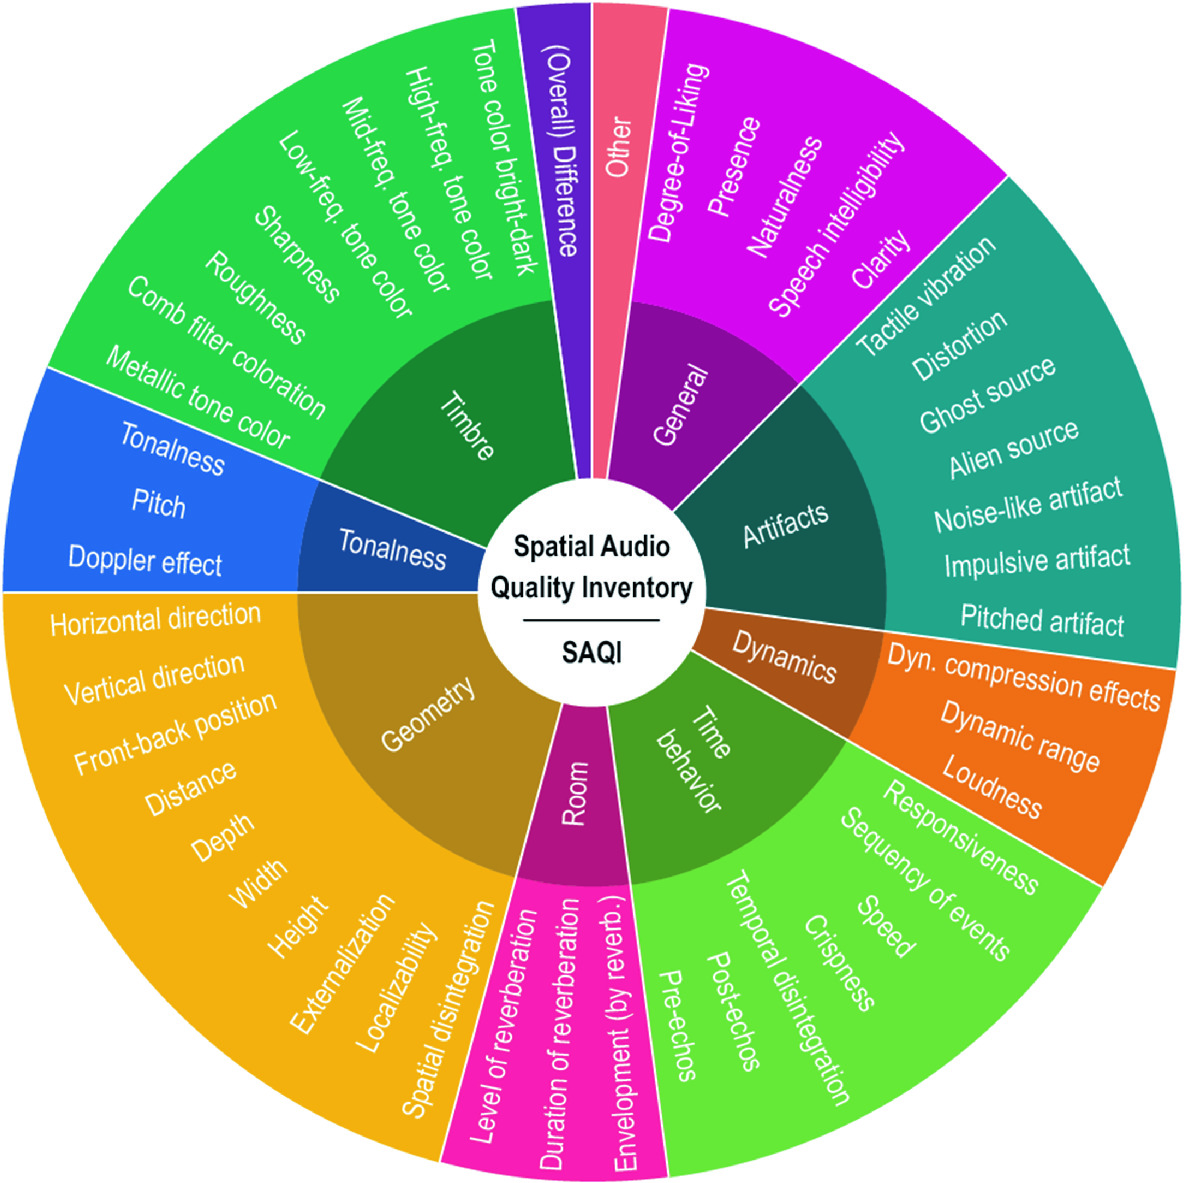 Spatial Audio
Quality Inventory
SAQI
(Overall) Difference
Other
General
Degree-of-Liking
Presence
Naturalness
Speech intelligibility
Clarity
Artifacts
Tactile vibration
Distortion
Ghost source
Alien source
Noise-like artifact
Impulsive artifact
Pitched artifact
Dynamics
Dyn. compression effects
Dynamic range
Loudness
Time
behavior
Responsiveness
Sequency of events
Speed
Crispness
Temporal disintegration
Post-echos
Pre-echos
Room
Envelopment (by reverb.)
Duration of reverberation
Level of reverberation
Geometry
Spatial disintegration
Localizability
Externalization
Height
Width
Depth
Distance
Front-back position
Vertical direction
Horizontal direction
Tonalness
Doppler effect
Pitch
Tonalness
Timbre
Metallic tone color
Comb filter coloration
Roughness
Sharpness
Low-freq. tone color
Mid-freq. tone color
High-freq. tone color
Tone color bright-dark